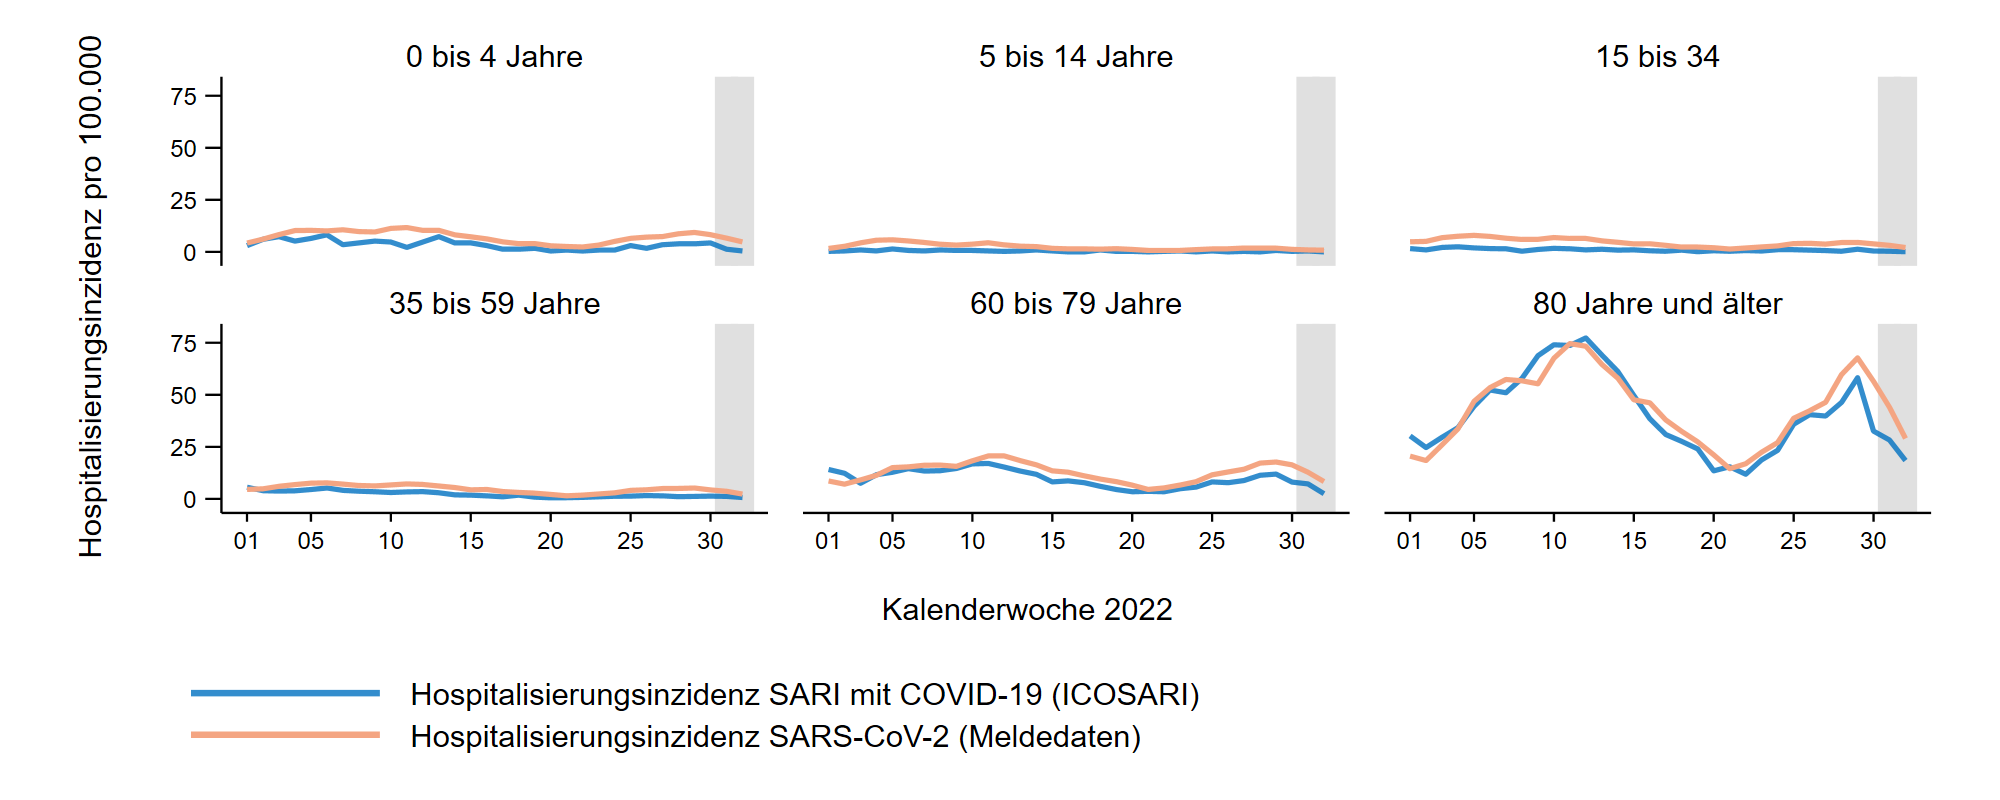 Hospitalisierungsinzidenz pro 100.000
0 bis 4 Jahre
5 bis 14 Jahre
15 bis 34
75
50
25
0
35 bis 59 Jahre
60 bis 79 Jahre
80 Jahre und älter
75
50
25
0
01 05 10 15 20 25 30
01 05 10 15 20 25 30
01 05 10 15 20 25 30
Kalenderwoche 2022
Hospitalisierungsinzidenz SARI mit COVID-19 (ICOSARI)
Hospitalisierungsinzidenz SARS-CoV-2 (Meldedaten)